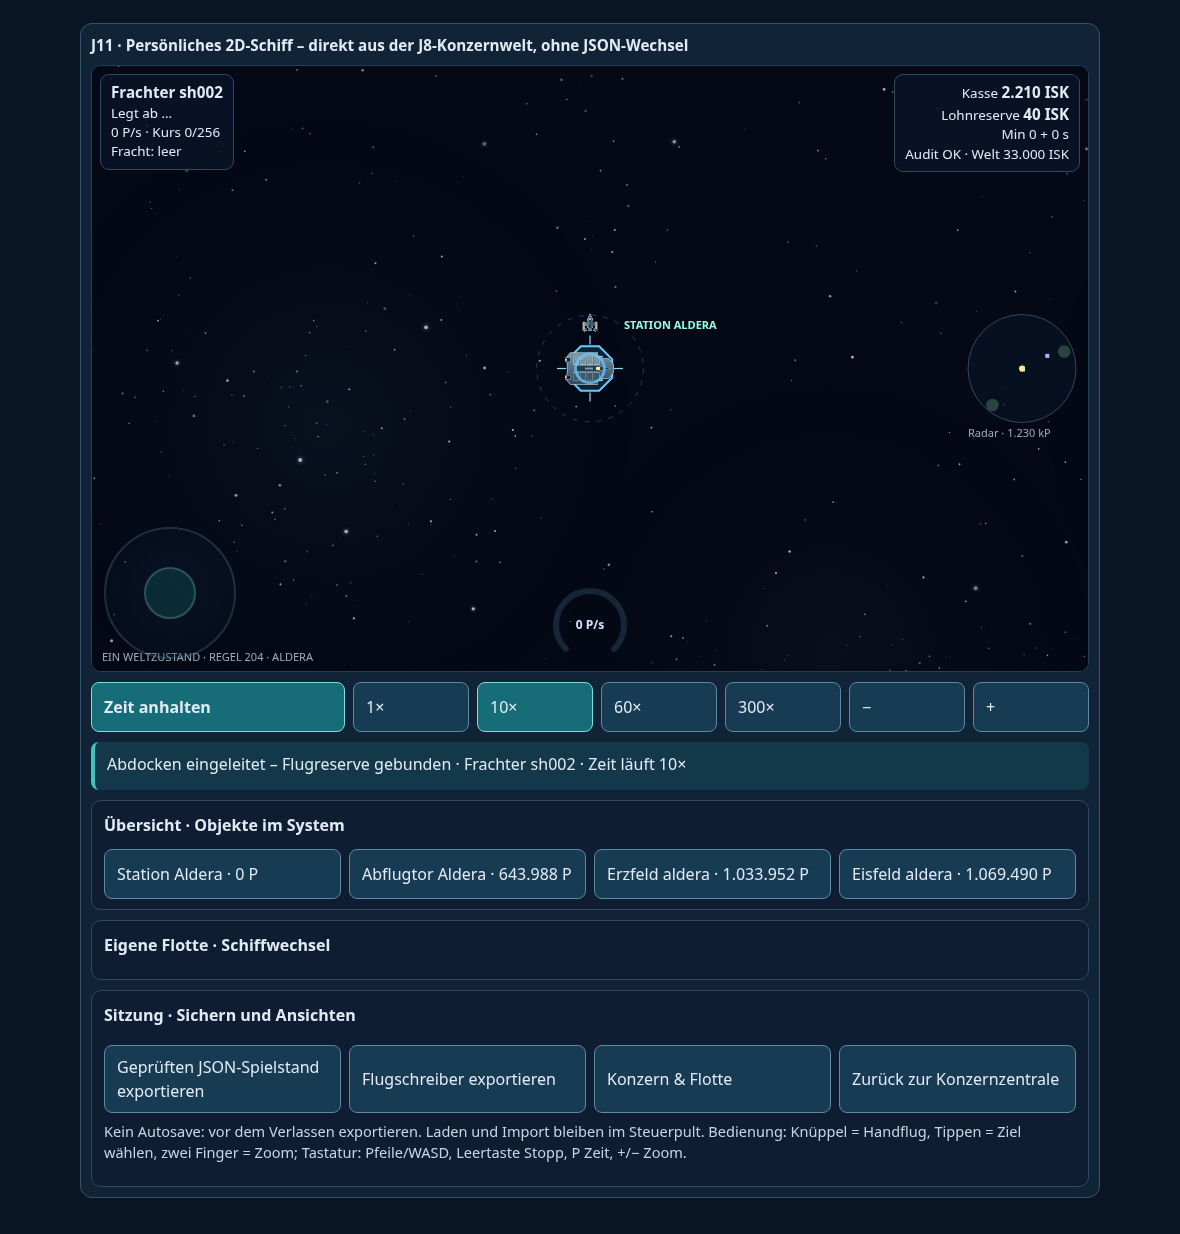 J11 · Persönliches 2D-Schiff – direkt aus der J8-Konzernwelt, ohne JSON-Wechsel
Frachter sh002
Legt ab …
0 P/s · Kurs 0/256
Fracht: leer
Kasse 2.210 ISK
Lohnreserve 40 ISK
Min 0 + 0 s
Audit OK · Welt 33.000 ISK
STATION ALDERA
Radar · 1.230 kP
0 P/s
EIN WELTZUSTAND · REGEL 204 · ALDERA
Zeit anhalten
1×
10×
60×
300×
−
+
Abdocken eingeleitet – Flugreserve gebunden · Frachter sh002 · Zeit läuft 10×
Übersicht · Objekte im System
Station Aldera · 0 P
Abflugtor Aldera · 643.988 P
Erzfeld aldera · 1.033.952 P
Eisfeld aldera · 1.069.490 P
Eigene Flotte · Schiffwechsel
Sitzung · Sichern und Ansichten
Geprüften JSON-Spielstand
exportieren
Flugschreiber exportieren
Konzern & Flotte
Zurück zur Konzernzentrale
Kein Autosave: vor dem Verlassen exportieren. Laden und Import bleiben im Steuerpult. Bedienung: Knüppel = Handflug, Tippen = Ziel
wählen, zwei Finger = Zoom; Tastatur: Pfeile/WASD, Leertaste Stopp, P Zeit, +/− Zoom.